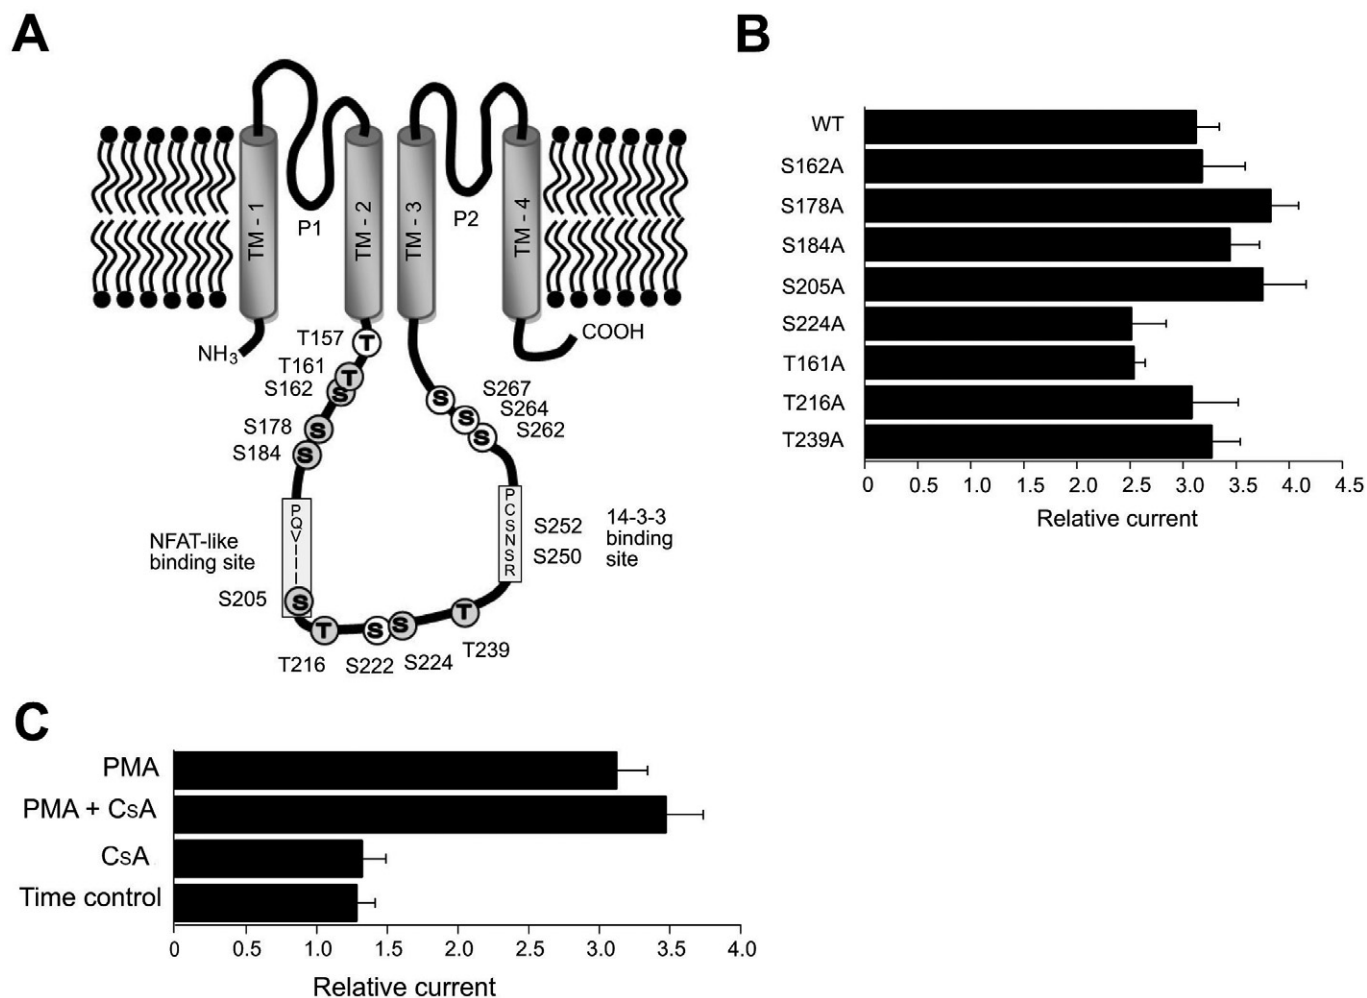 A
TM - 1
P1
TM - 2
TM - 3
P2
TM - 4
NH3
COOH
T157
T
T161
T
S162
S
S178
S
S184
S
NFAT-like
binding site
P
Q
V
I
I
I
S205
S
T216
T
S222
S
S224
S
T239
T
S267
S
S264
S
S262
S
P
C
S
N
S
R
S252
S250
14-3-3
binding
site
B
WT
S162A
S178A
S184A
S205A
S224A
T161A
T216A
T239A
0 0.5 1.0 1.5 2.0 2.5 3.0 3.5 4.0 4.5
Relative current
C
PMA
PMA + CsA
CsA
Time control
0 0.5 1.0 1.5 2.0 2.5 3.0 3.5 4.0
Relative current